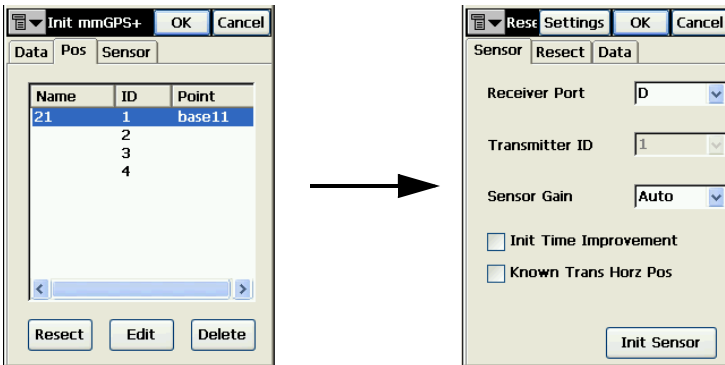 Init mmGPS+ OK Cancel
Data Pos Sensor
Name ID Point
21 1 base11
2
3
4
Resect Edit Delete
Rese Settings OK Cancel
Sensor Resect Data
Receiver Port D
Transmitter ID 1
Sensor Gain Auto
Init Time Improvement
Known Trans Horz Pos
Init Sensor